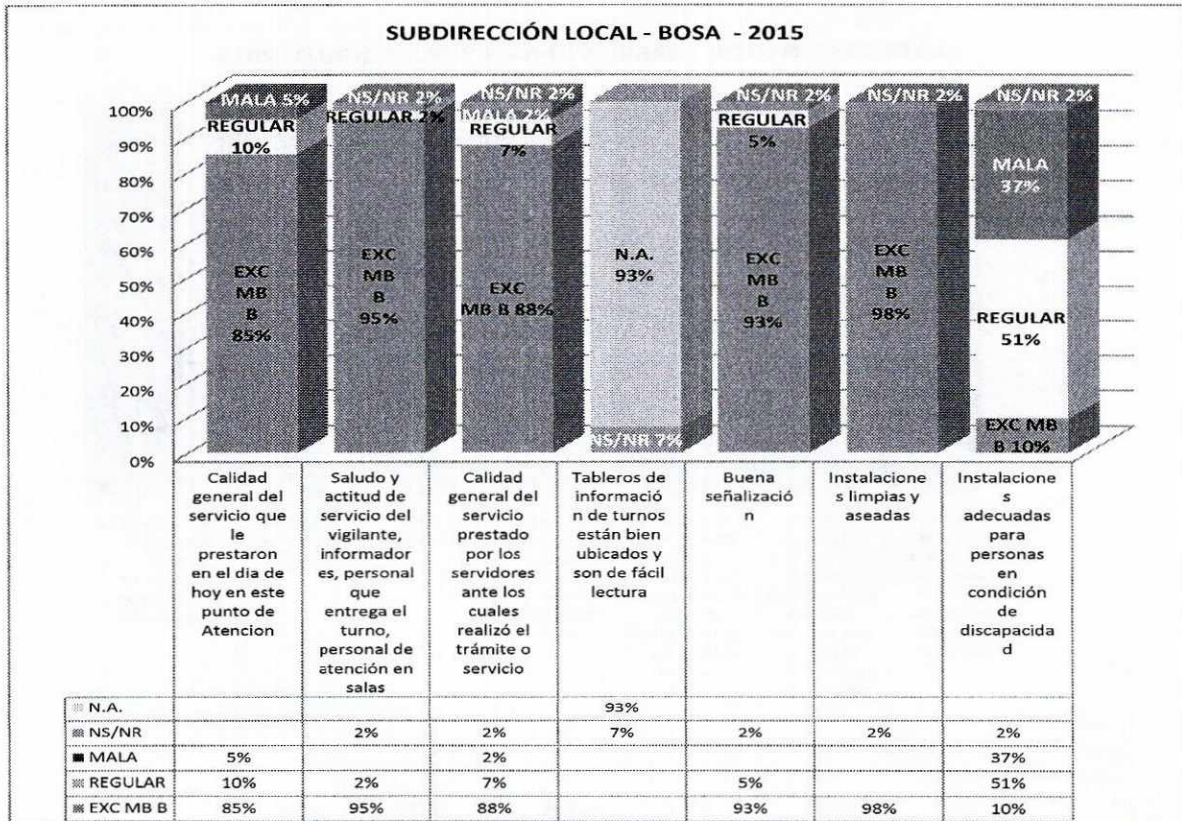 SUBDIRECCIÓN LOCAL - BOSA - 2015
100%
90%
80%
70%
60%
50%
40%
30%
20%
10%
0%
MALA 5%
REGULAR
10%
EXC
MB
B
85%
NS/NR 2%
REGULAR 2%
EXC
MB
B
95%
NS/NR 2%
MALA 2%
REGULAR
7%
EXC
MB B 88%
N.A.
93%
NS/NR 7%
NS/NR 2%
REGULAR
5%
EXC
MB
B
93%
NS/NR 2%
EXC
MB
B
98%
NS/NR 2%
MALA
37%
REGULAR
51%
EXC MB
B 10%
Calidad
general del
servicio que
le
prestaron
en el dia de
hoy en este
punto de
Atencion
Saludo y
actitud de
servicio del
vigilante,
informador
es, personal
que
entrega el
turno,
personal de
atención en
salas
Calidad
general del
servicio
prestado
por los
servidores
ante los
cuales
realizó el
trámite o
servicio
Tableros de
informació
n de turnos
están bien
ubicados y
son de fácil
lectura
Buena
señalizació
n
Instalacione
s limpias y
aseadas
Instalacione
s
adecuadas
para
personas
en
condición
de
discapacida
d
N.A. 93%
NS/NR 2% 2% 7% 2% 2% 2%
MALA 5% 2% 37%
REGULAR 10% 2% 7% 5% 51%
EXC MB B 85% 95% 88% 93% 98% 10%